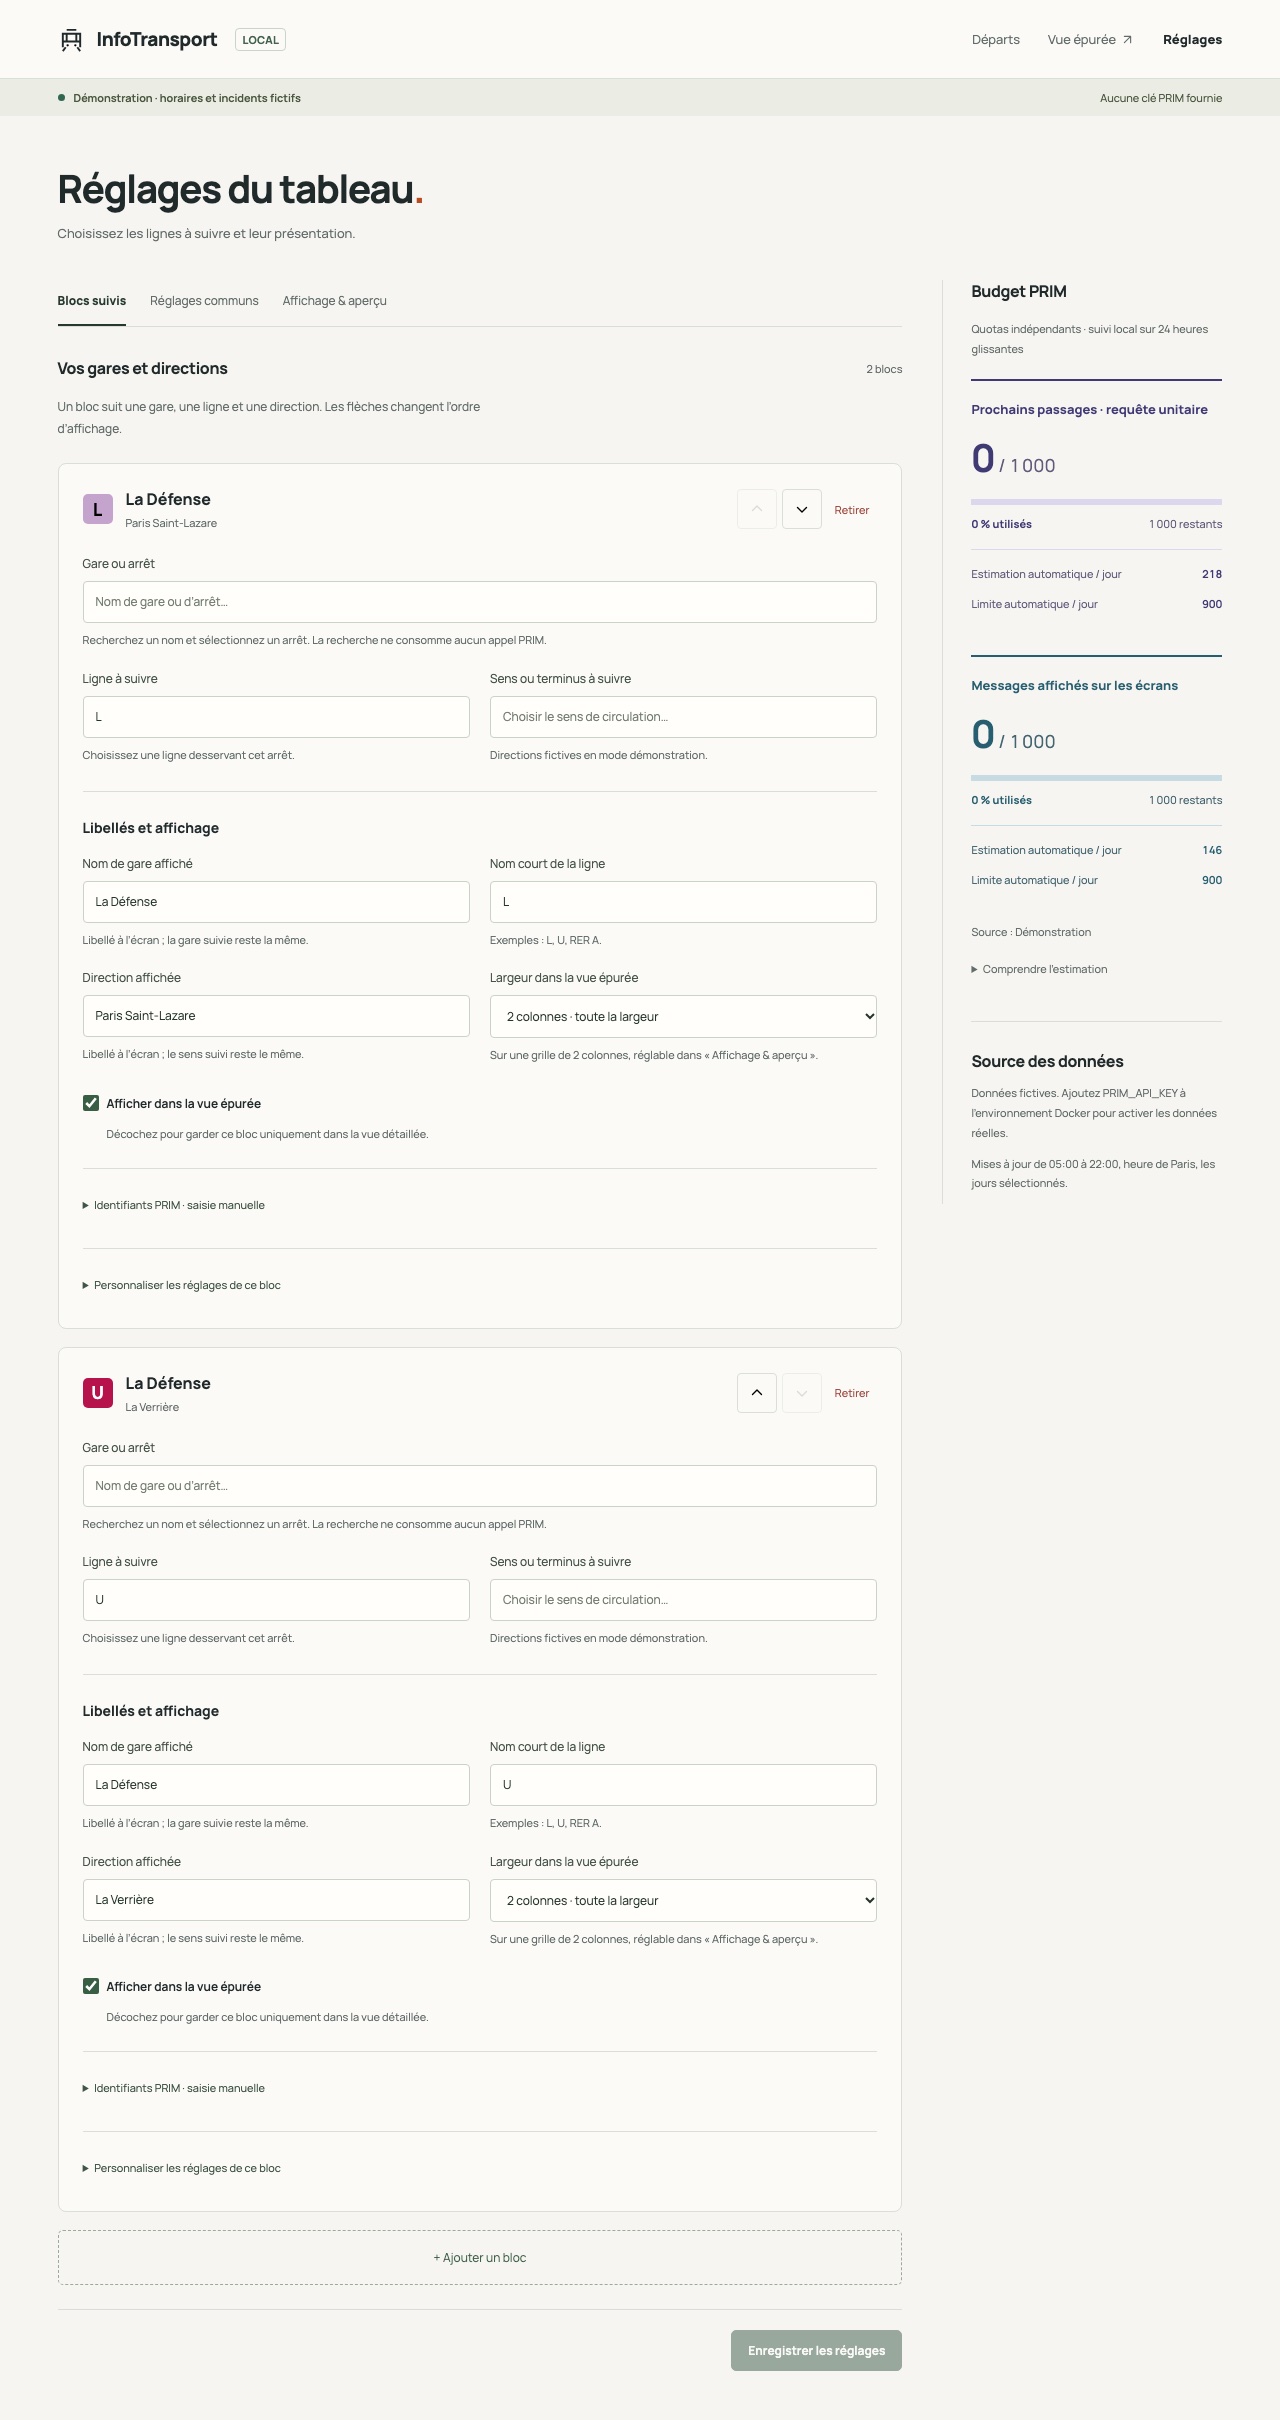 InfoTransport
LOCAL
Départs
Vue épurée ↗
Réglages
Démonstration · horaires et incidents fictifs
Aucune clé PRIM fournie
Réglages du tableau.
Choisissez les lignes à suivre et leur présentation.
Blocs suivis
Réglages communs
Affichage & aperçu
Vos gares et directions
2 blocs
Un bloc suit une gare, une ligne et une direction. Les flèches changent l'ordre
d'affichage.
L
La Défense
Paris Saint-Lazare
Retirer
Gare ou arrêt
Nom de gare ou d'arrêt…
Recherchez un nom et sélectionnez un arrêt. La recherche ne consomme aucun appel PRIM.
Ligne à suivre
Sens ou terminus à suivre
L
Choisir le sens de circulation…
Choisissez une ligne desservant cet arrêt.
Directions fictives en mode démonstration.
Libellés et affichage
Nom de gare affiché
Nom court de la ligne
La Défense
L
Libellé à l'écran ; la gare suivie reste la même.
Exemples : L, U, RER A.
Direction affichée
Largeur dans la vue épurée
Paris Saint-Lazare
2 colonnes · toute la largeur
Libellé à l'écran ; le sens suivi reste le même.
Sur une grille de 2 colonnes, réglable dans « Affichage & aperçu ».
Afficher dans la vue épurée
Décochez pour garder ce bloc uniquement dans la vue détaillée.
Identifiants PRIM · saisie manuelle
Personnaliser les réglages de ce bloc
U
La Défense
La Verrière
Retirer
Gare ou arrêt
Nom de gare ou d'arrêt…
Recherchez un nom et sélectionnez un arrêt. La recherche ne consomme aucun appel PRIM.
Ligne à suivre
Sens ou terminus à suivre
U
Choisir le sens de circulation…
Choisissez une ligne desservant cet arrêt.
Directions fictives en mode démonstration.
Libellés et affichage
Nom de gare affiché
Nom court de la ligne
La Défense
U
Libellé à l'écran ; la gare suivie reste la même.
Exemples : L, U, RER A.
Direction affichée
Largeur dans la vue épurée
La Verrière
2 colonnes · toute la largeur
Libellé à l'écran ; le sens suivi reste le même.
Sur une grille de 2 colonnes, réglable dans « Affichage & aperçu ».
Afficher dans la vue épurée
Décochez pour garder ce bloc uniquement dans la vue détaillée.
Identifiants PRIM · saisie manuelle
Personnaliser les réglages de ce bloc
+ Ajouter un bloc
Enregistrer les réglages
Budget PRIM
Quotas indépendants · suivi local sur 24 heures
glissantes
Prochains passages · requête unitaire
0 / 1 000
0 % utilisés
1 000 restants
Estimation automatique / jour
218
Limite automatique / jour
900
Messages affichés sur les écrans
0 / 1 000
0 % utilisés
1 000 restants
Estimation automatique / jour
146
Limite automatique / jour
900
Source : Démonstration
Comprendre l'estimation
Source des données
Données fictives. Ajoutez PRIM_API_KEY à
l'environnement Docker pour activer les données
réelles.
Mises à jour de 05:00 à 22:00, heure de Paris, les
jours sélectionnés.